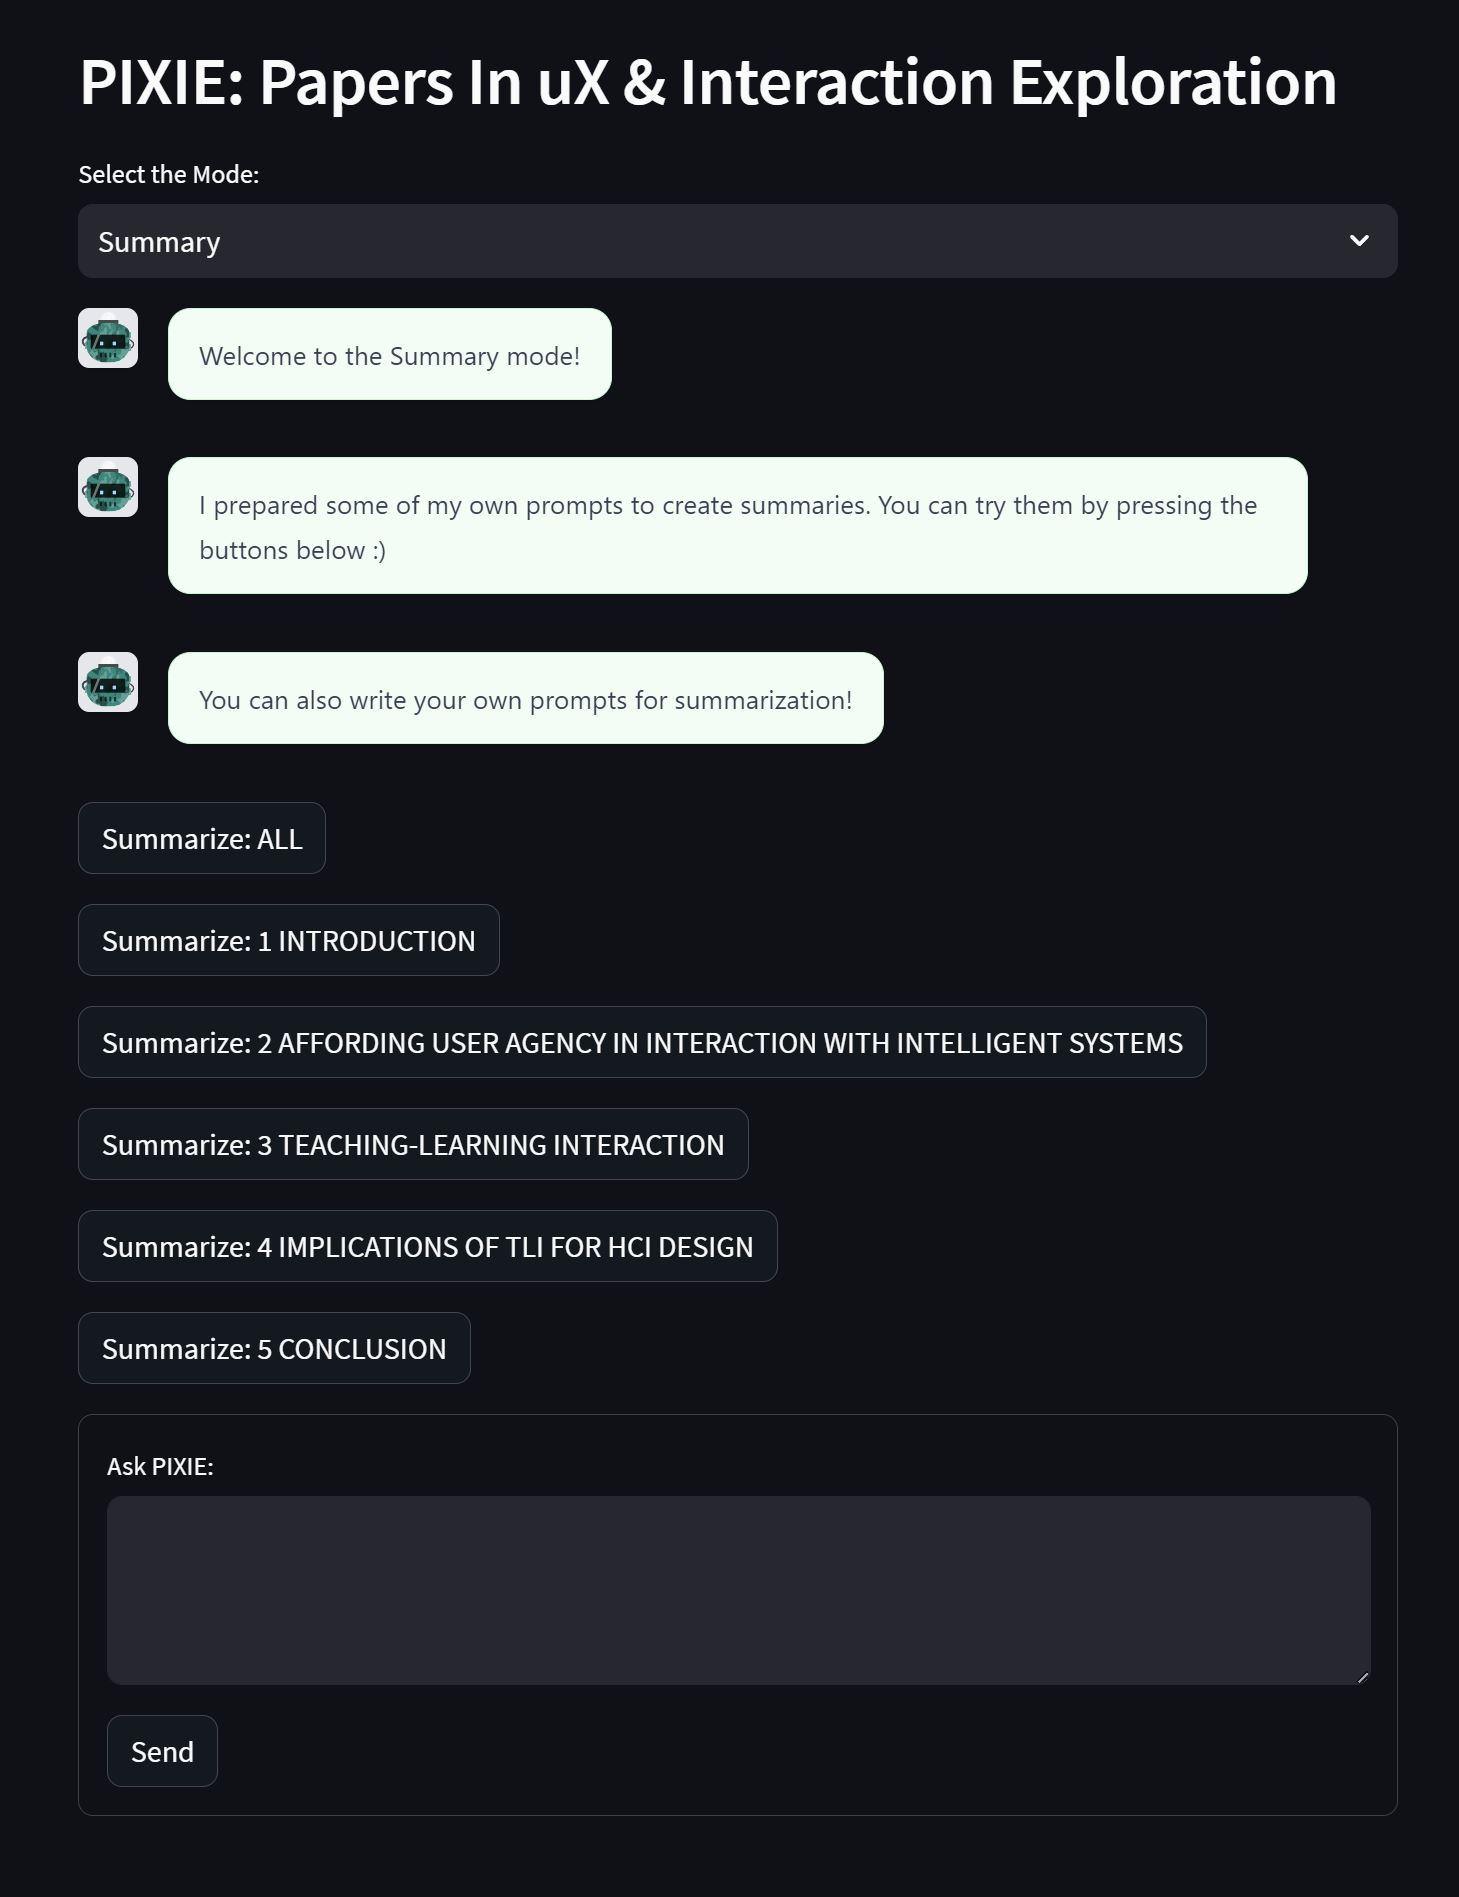 PIXIE: Papers In uX & Interaction Exploration
Select the Mode:
Summary
Welcome to the Summary mode!
I prepared some of my own prompts to create summaries. You can try them by pressing the
buttons below :)
You can also write your own prompts for summarization!
Summarize: ALL
Summarize: 1 INTRODUCTION
Summarize: 2 AFFORDING USER AGENCY IN INTERACTION WITH INTELLIGENT SYSTEMS
Summarize: 3 TEACHING-LEARNING INTERACTION
Summarize: 4 IMPLICATIONS OF TLI FOR HCI DESIGN
Summarize: 5 CONCLUSION
Ask PIXIE:
Send